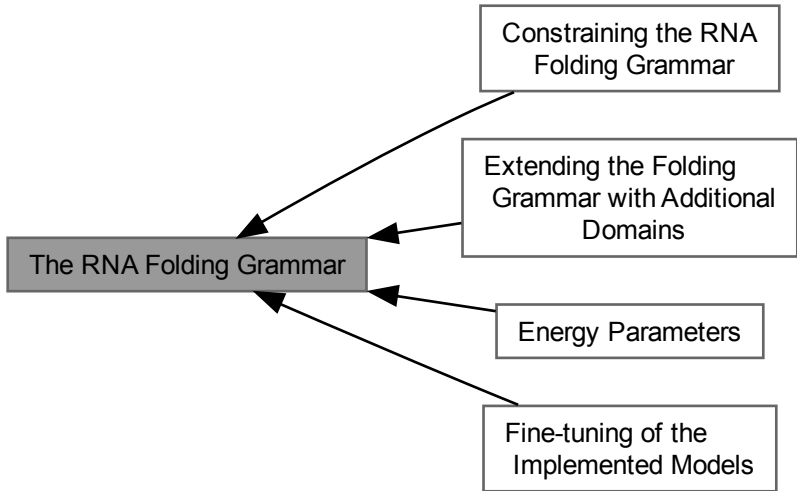 Constraining the RNA
Folding Grammar
Extending the Folding
Grammar with Additional
Domains
The RNA Folding Grammar
Energy Parameters
Fine-tuning of the
Implemented Models